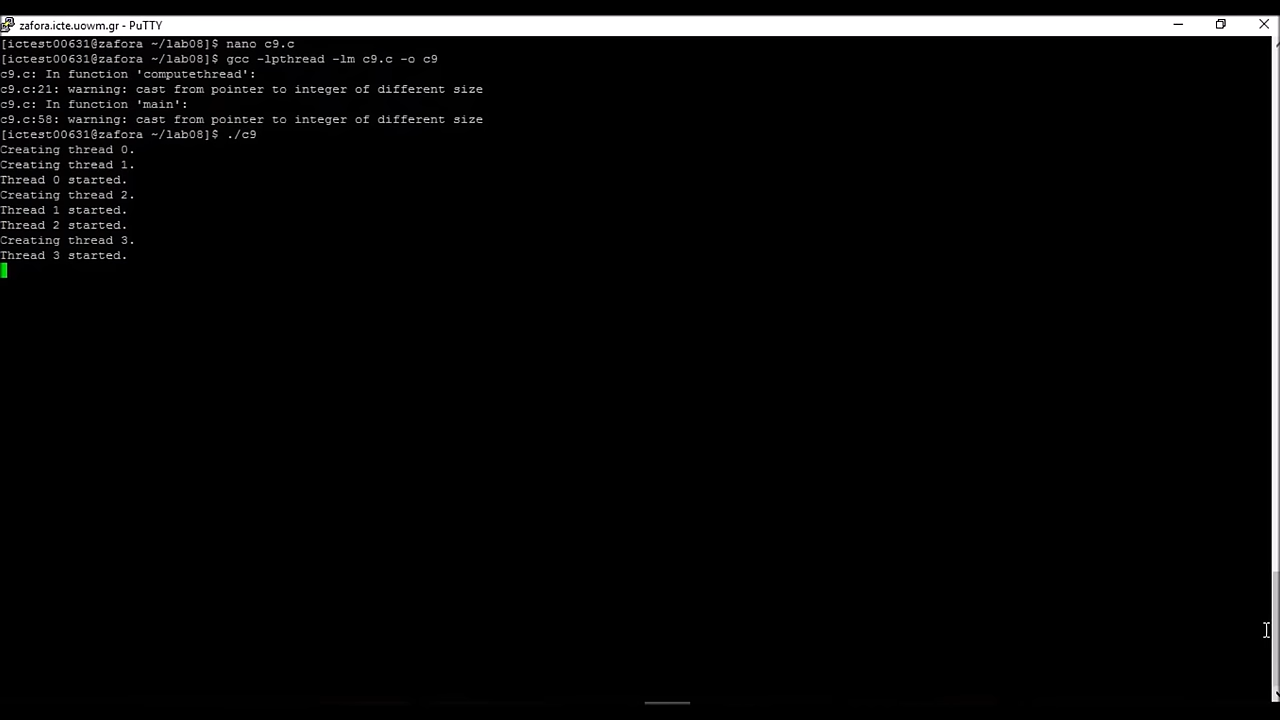 zafora.icte.uowm.gr - PuTTY
[ictest00631@zafora ~/lab08]$ nano c9.c
[ictest00631@zafora ~/lab08]$ gcc -lpthread -lm c9.c -o c9
c9.c: In function 'computethread':
c9.c:21: warning: cast from pointer to integer of different size
c9.c: In function 'main':
c9.c:58: warning: cast from pointer to integer of different size
[ictest00631@zafora ~/lab08]$ ./c9
Creating thread 0.
Creating thread 1.
Thread 0 started.
Creating thread 2.
Thread 1 started.
Thread 2 started.
Creating thread 3.
Thread 3 started.